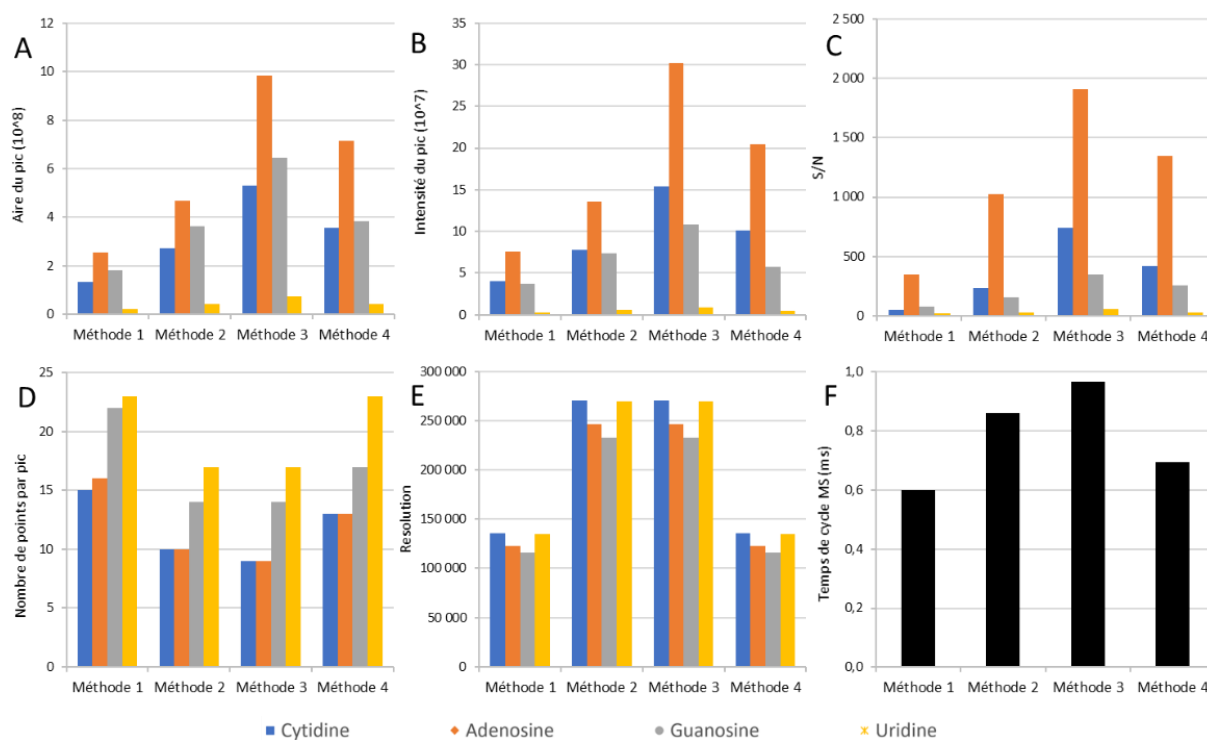 A
Aire du pic (10^8)
12
10
8
6
4
2
0
Méthode 1 Méthode 2 Méthode 3 Méthode 4
B
Intensité du pic (10^7)
35
30
25
20
15
10
5
0
Méthode 1 Méthode 2 Méthode 3 Méthode 4
C
S/N
2 500
2 000
1 500
1 000
500
0
Méthode 1 Méthode 2 Méthode 3 Méthode 4
D
Nombre de points par pic
25
20
15
10
5
0
Méthode 1 Méthode 2 Méthode 3 Méthode 4
E
Resolution
300 000
250 000
200 000
150 000
100 000
50 000
0
Méthode 1 Méthode 2 Méthode 3 Méthode 4
F
Temps de cycle MS (ms)
1,0
0,8
0,6
0,4
0,2
0,0
Méthode 1 Méthode 2 Méthode 3 Méthode 4
Cytidine Adenosine Guanosine Uridine